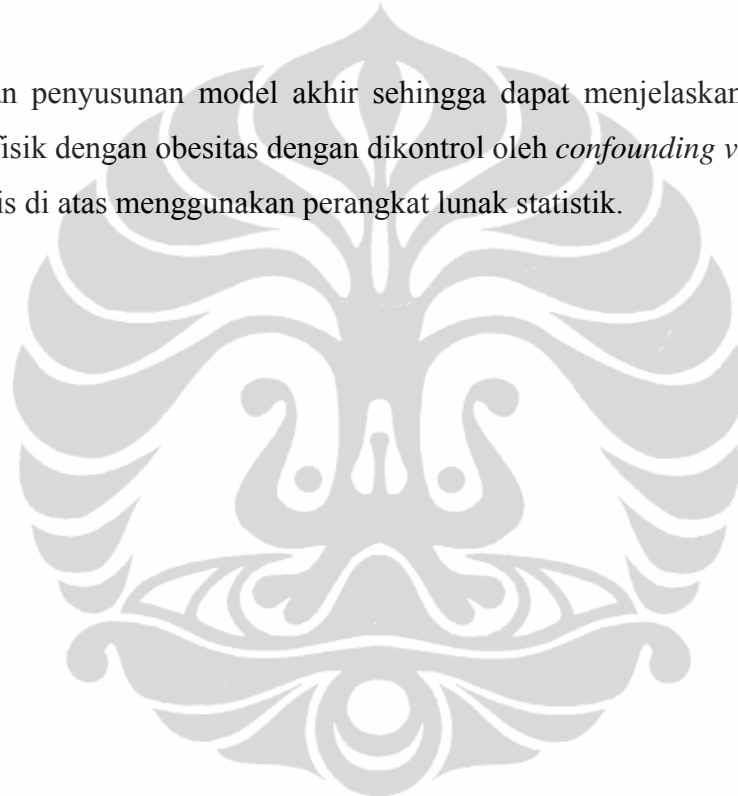 an penyusunan model akhir sehingga dapat menjelaskan
fisik dengan obesitas dengan dikontrol oleh confounding v
is di atas menggunakan perangkat lunak statistik.